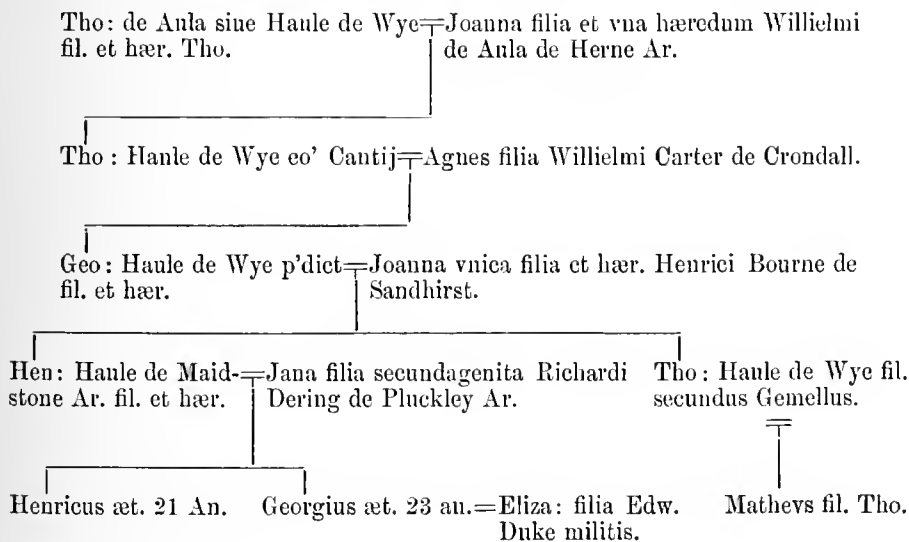 Tho: de Aula siue Haule de Wye=Joanna filia et vna hæredum Willielmi
fil. et hær. Tho. de Aula de Herne Ar.
Tho: Haule de Wye co' Cantij=Agnes filia Willielmi Carter de Crondall.
Geo: Haule de Wye p'dict=Joanna vnica filia et hær. Henrici Bourne de
fil. et hær. Sandhirst.
Hen: Haule de Maid-=Jana filia secundagenita Richardi Tho: Haule de Wye fil.
stone Ar. fil. et hær. Dering de Pluckley Ar. secundus Gemellus.
=
Henricus æt. 21 An. Georgius æt. 23 an.=Eliza: filia Edw. Mathevs fil. Tho.
Duke militis.